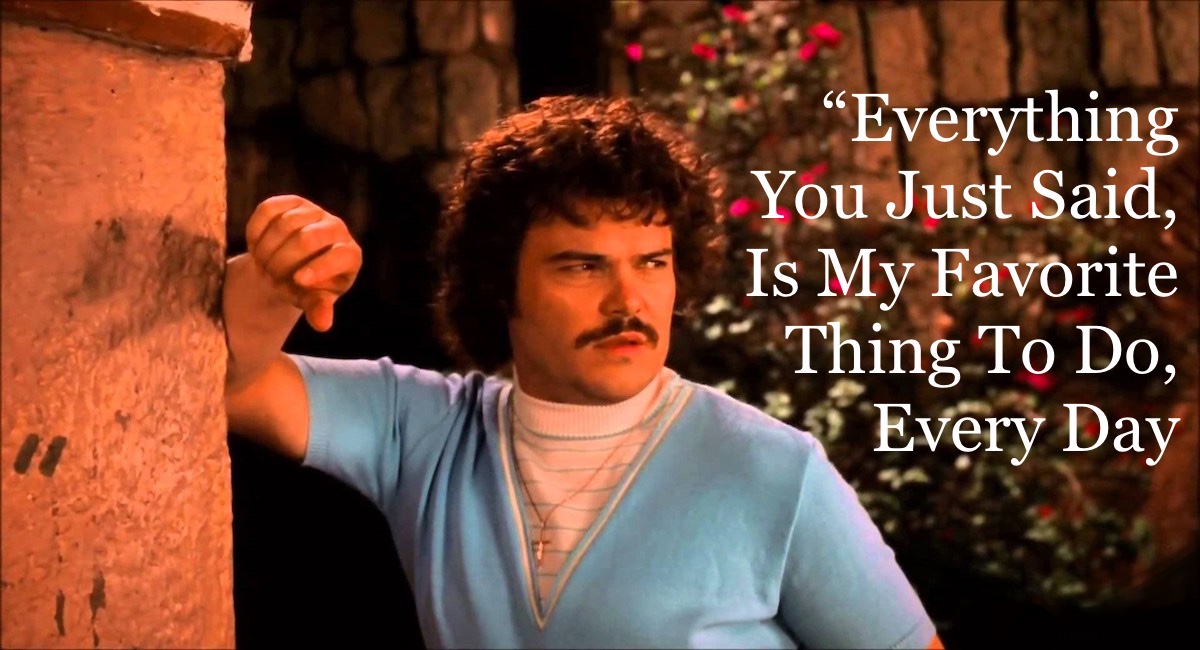 “Everything
You Just Said,
Is My Favorite
Thing To Do,
Every Day